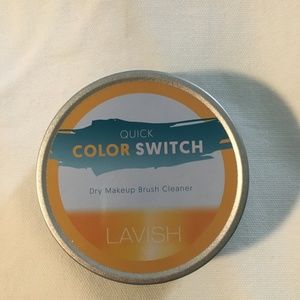 QUICK
COLOR SWITCH
Dry Makeup Brush Cleaner
LAVISH